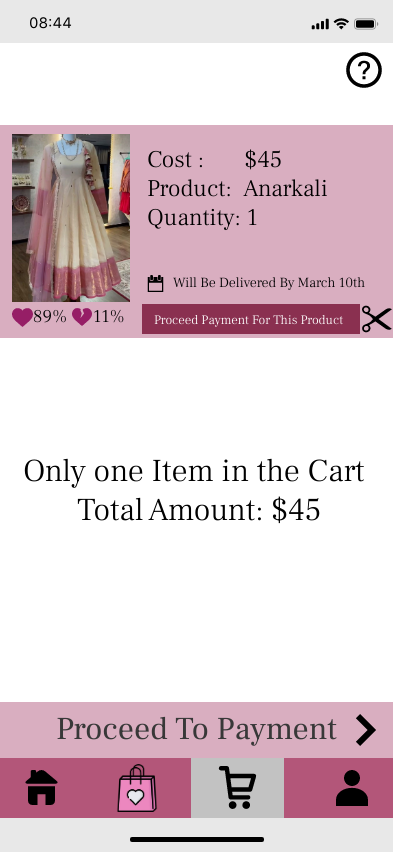 08:44
Cost : $45
Product: Anarkali
Quantity: 1
Will Be Delivered By March 10th
89% 11%
Proceed Payment For This Product
Only one Item in the Cart
Total Amount: $45
Proceed To Payment